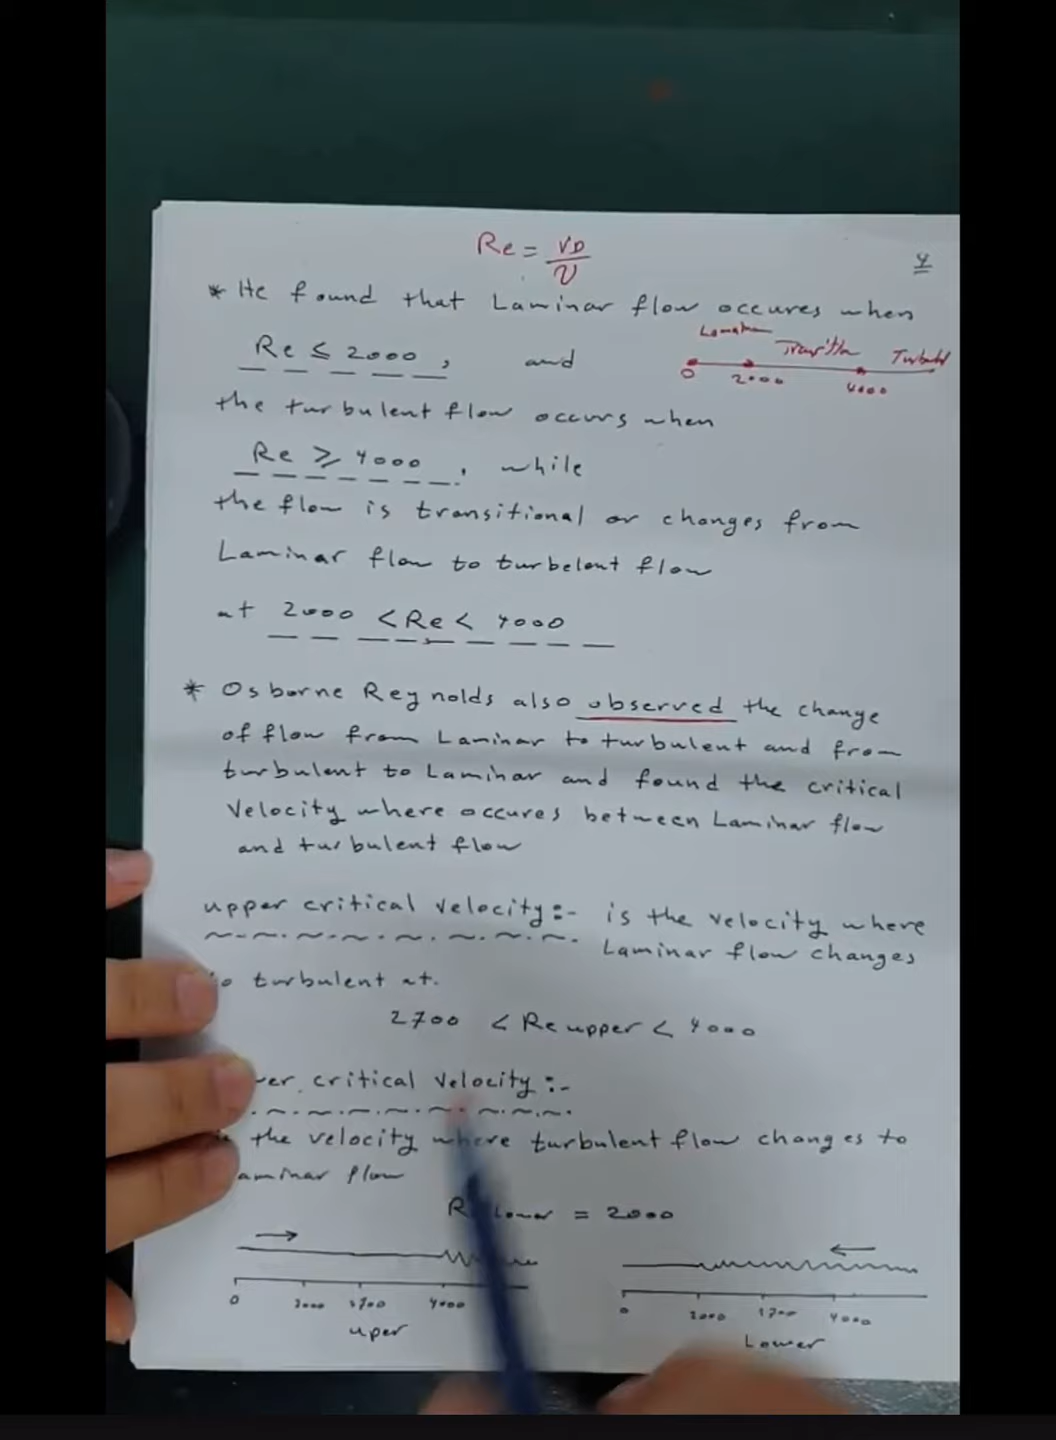 Re = VD/υ
4
* He found that Laminar flow occures when
Re ≤ 2000, and
0 2000 4000
the turbulent flow occurs when
Re ≥ 4000, while
the flow is transitional or changes from
Laminar flow to turbelent flow
at 2000 < Re < 4000
* Osborne Reynolds also observed the change
of flow from Laminar to turbulent and from
turbulent to Laminar and found the critical
Velocity where occures between Laminar flow
and turbulent flow
upper critical velocity:- is the velocity where
Laminar flow changes
to turbulent at.
2700 < Re upper < 4000
critical velocity:-
the velocity where turbulent flow changes to
aminar flow
Lower = 2000
0 2000 2700 4000
uper
0 2000 2700 4000
Lower